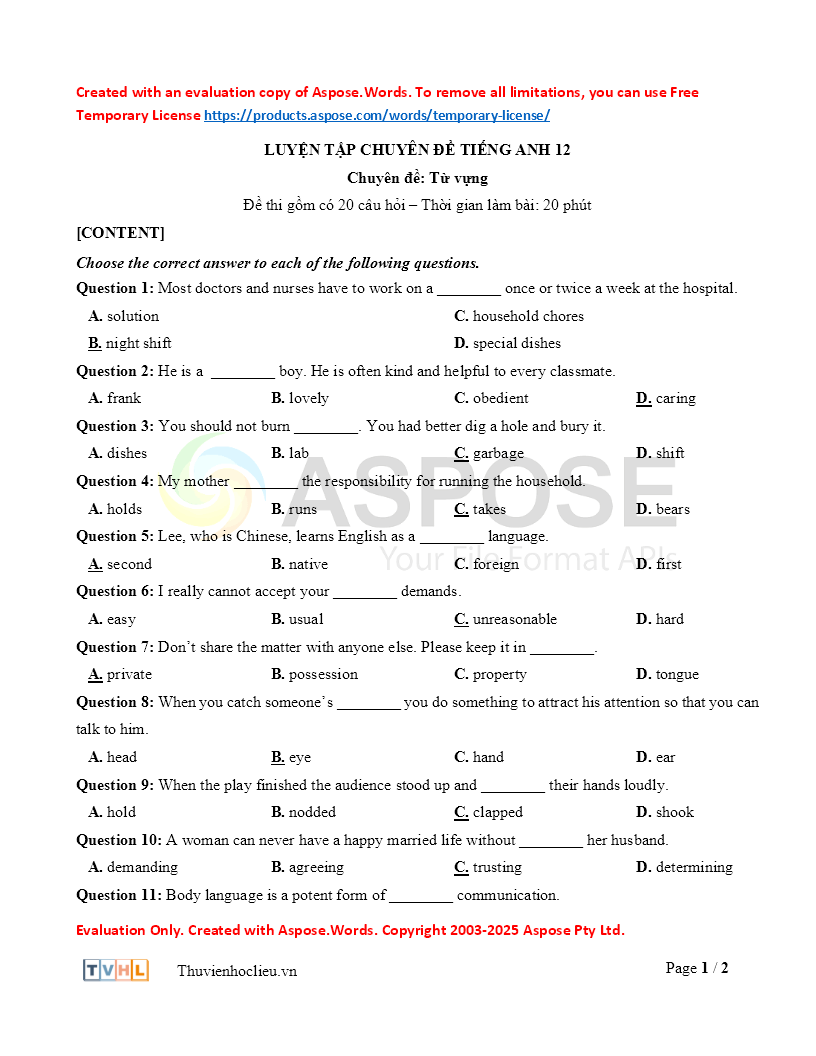 Created with an evaluation copy of Aspose.Words. To remove all limitations, you can use Free
Temporary License https://products.aspose.com/words/temporary-license/
LUYỆN TẬP CHUYÊN ĐỀ TIẾNG ANH 12
Chuyên đề: Từ vựng
Đề thi gồm có 20 câu hỏi – Thời gian làm bài: 20 phút
[CONTENT]
Choose the correct answer to each of the following questions.
Question 1: Most doctors and nurses have to work on a ________ once or twice a week at the hospital.
A. solution C. household chores
B. night shift D. special dishes
Question 2: He is a ________ boy. He is often kind and helpful to every classmate.
A. frank B. lovely C. obedient D. caring
Question 3: You should not burn ________. You had better dig a hole and bury it.
A. dishes B. lab C. garbage D. shift
Question 4: My mother ________ the responsibility for running the household.
A. holds B. runs C. takes D. bears
Question 5: Lee, who is Chinese, learns English as a ________ language.
A. second B. native C. foreign D. first
Question 6: I really cannot accept your ________ demands.
A. easy B. usual C. unreasonable D. hard
Question 7: Don't share the matter with anyone else. Please keep it in ________.
A. private B. possession C. property D. tongue
Question 8: When you catch someone's ________ you do something to attract his attention so that you can
talk to him.
A. head B. eye C. hand D. ear
Question 9: When the play finished the audience stood up and ________ their hands loudly.
A. hold B. nodded C. clapped D. shook
Question 10: A woman can never have a happy married life without ________ her husband.
A. demanding B. agreeing C. trusting D. determining
Question 11: Body language is a potent form of ________ communication.
ASPOSE
Your File Format APIs
Evaluation Only. Created with Aspose.Words. Copyright 2003-2025 Aspose Pty Ltd.
TVHL Thuvienhoclieu.vn Page 1 / 2